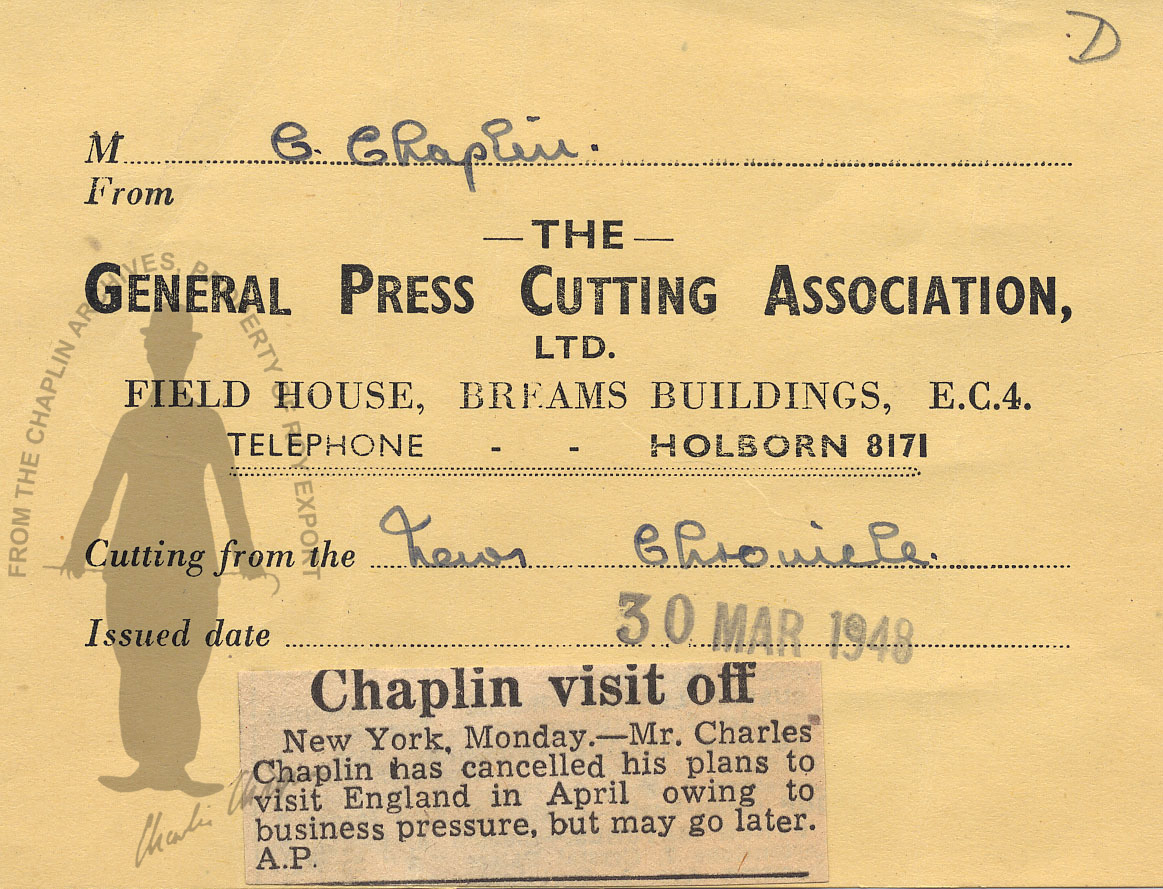 D
M C. Chaplin.
From
— THE —
GENERAL PRESS CUTTING ASSOCIATION,
LTD.
FIELD HOUSE, BREAMS BUILDINGS, E.C.4.
TELEPHONE - - HOLBORN 8171
Cutting from the News Chronicle.
Issued date 30 MAR 1948
Chaplin visit off
New York, Monday.—Mr. Charles
Chaplin has cancelled his plans to
visit England in April owing to
business pressure, but may go later.
A.P.
FROM THE CHAPLIN ARCHIVES, PROPERTY OF ROY EXPORT
Charlie Chaplin